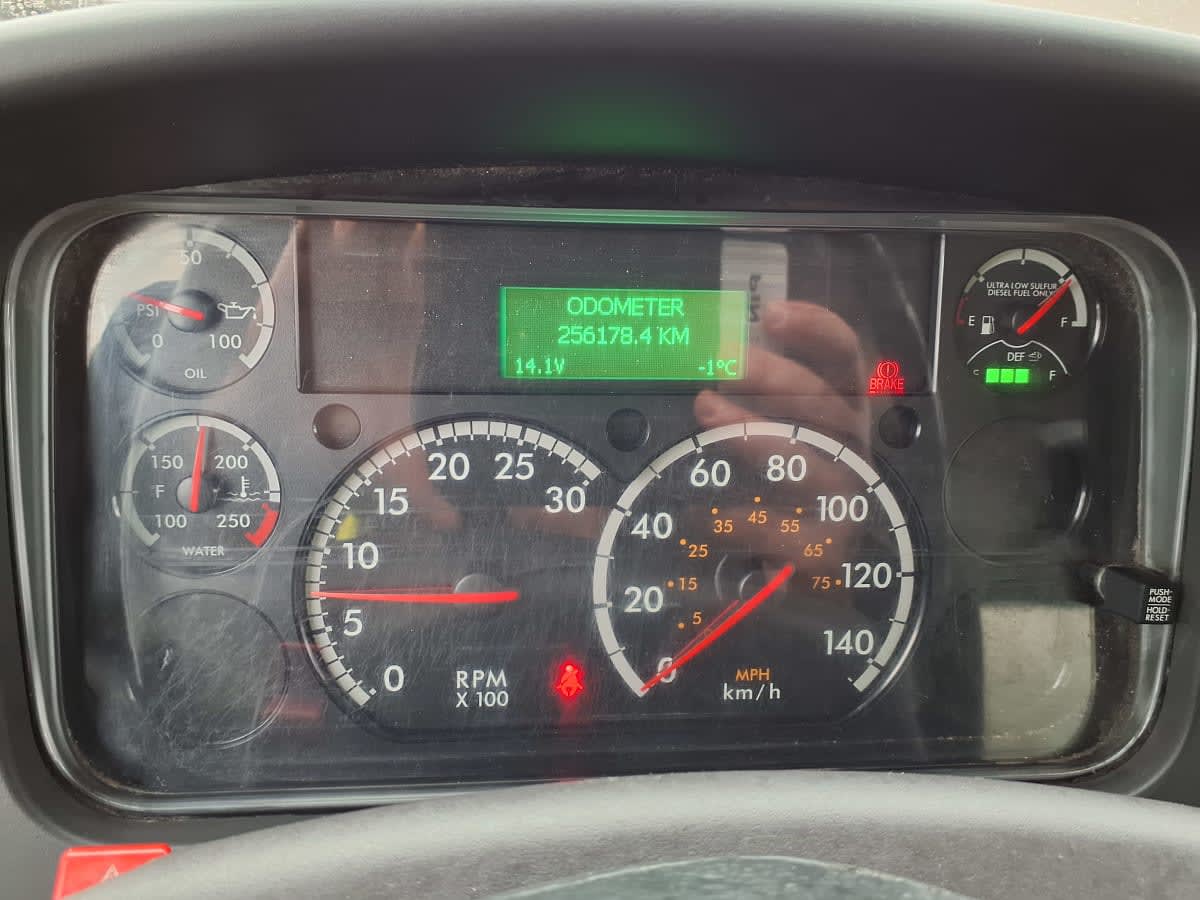 50
PSI
0
100
OIL
150
200
F
100
250
WATER
ODOMETER
256178.4 KM
14.1V
-1°C
BRAKE
ULTRA LOW SULFUR
DIESEL FUEL ONLY
E
F
DEF
F
0
5
10
15
20
25
30
RPM
X 100
0
20
40
60
80
100
120
140
5
15
25
35
45
55
65
75
MPH
km/h
PUSH-
MODE
HOLD-
RESET